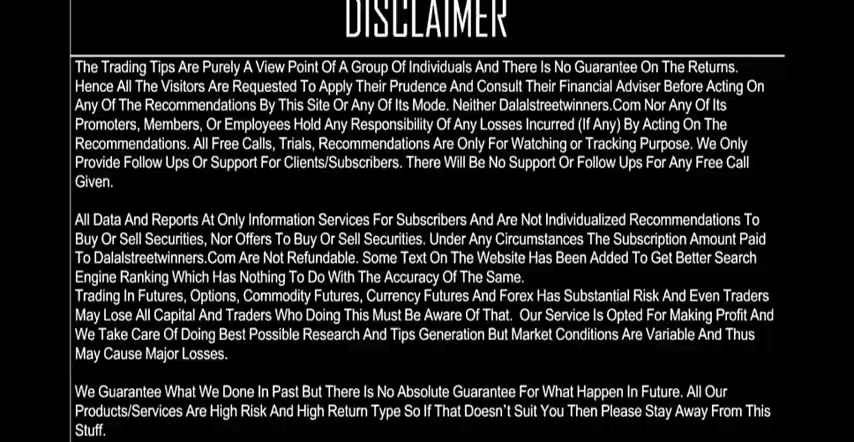 DISCLAIMER
The Trading Tips Are Purely A View Point Of A Group Of Individuals And There Is No Guarantee On The Returns.
Hence All The Visitors Are Requested To Apply Their Prudence And Consult Their Financial Adviser Before Acting On
Any Of The Recommendations By This Site Or Any Of Its Mode. Neither Dalalstreetwinners.Com Nor Any Of Its
Promoters, Members, Or Employees Hold Any Responsibility Of Any Losses Incurred (If Any) By Acting On The
Recommendations. All Free Calls, Trials, Recommendations Are Only For Watching or Tracking Purpose. We Only
Provide Follow Ups Or Support For Clients/Subscribers. There Will Be No Support Or Follow Ups For Any Free Call
Given.
All Data And Reports At Only Information Services For Subscribers And Are Not Individualized Recommendations To
Buy Or Sell Securities, Nor Offers To Buy Or Sell Securities. Under Any Circumstances The Subscription Amount Paid
To Dalalstreetwinners.Com Are Not Refundable. Some Text On The Website Has Been Added To Get Better Search
Engine Ranking Which Has Nothing To Do With The Accuracy Of The Same.
Trading In Futures, Options, Commodity Futures, Currency Futures And Forex Has Substantial Risk And Even Traders
May Lose All Capital And Traders Who Doing This Must Be Aware Of That. Our Service Is Opted For Making Profit And
We Take Care Of Doing Best Possible Research And Tips Generation But Market Conditions Are Variable And Thus
May Cause Major Losses.
We Guarantee What We Done In Past But There Is No Absolute Guarantee For What Happen In Future. All Our
Products/Services Are High Risk And High Return Type So If That Doesn't Suit You Then Please Stay Away From This
Stuff.